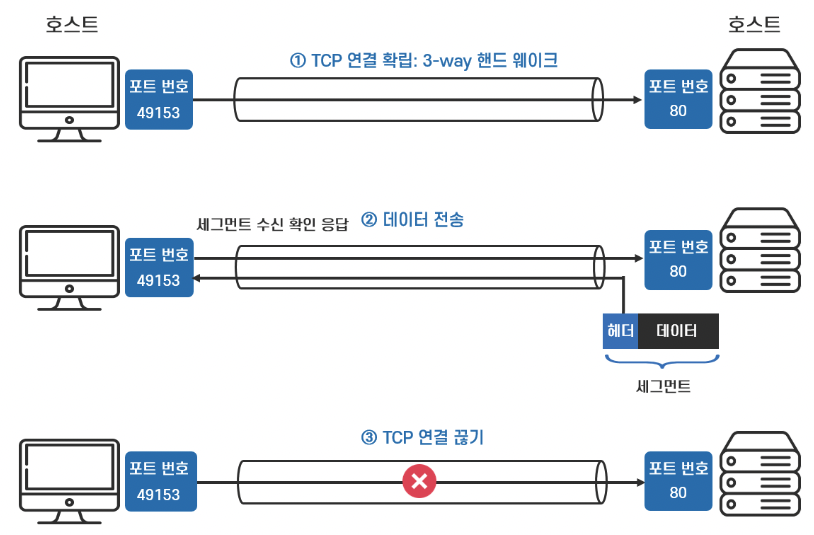 호스트
호스트
① TCP 연결 확립: 3-way 핸드 웨이크
포트 번호
49153
포트 번호
80
세그먼트 수신 확인 응답
② 데이터 전송
포트 번호
49153
포트 번호
80
헤더
데이터
세그먼트
③ TCP 연결 끊기
포트 번호
49153
포트 번호
80